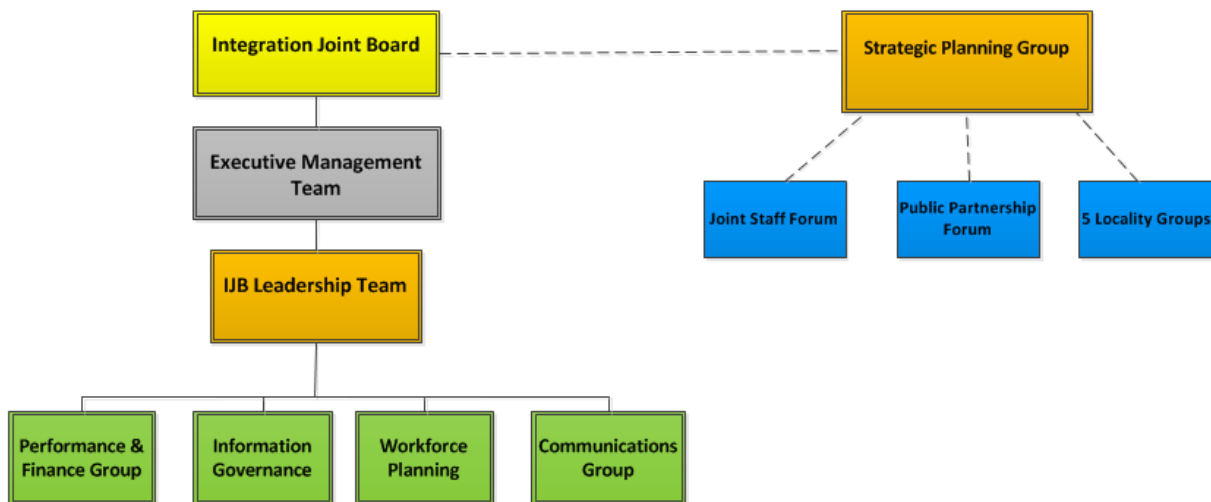 Integration Joint Board
Strategic Planning Group
Executive Management
Team
Joint Staff Forum
Public Partnership
Forum
5 Locality Groups
IJB Leadership Team
Performance &
Finance Group
Information
Governance
Workforce
Planning
Communications
Group